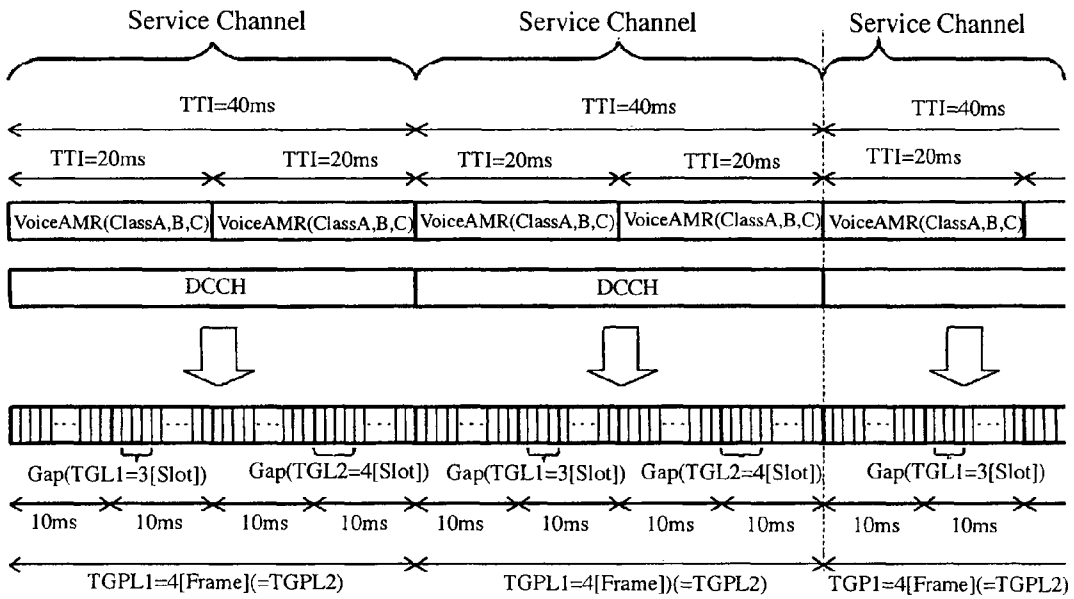 Service Channel Service Channel Service Channel
TTI=40ms TTI=40ms TTI=40ms
TTI=20ms TTI=20ms TTI=20ms TTI=20ms TTI=20ms
VoiceAMR(ClassA,B,C) VoiceAMR(ClassA,B,C) VoiceAMR(ClassA,B,C) VoiceAMR(ClassA,B,C) VoiceAMR(ClassA,B,C)
DCCH DCCH
Gap(TGL1=3[Slot]) Gap(TGL2=4[Slot]) Gap(TGL1=3[Slot]) Gap(TGL2=4[Slot]) Gap(TGL1=3[Slot])
10ms 10ms 10ms 10ms 10ms 10ms 10ms 10ms 10ms 10ms
TGPL1=4[Frame](=TGPL2) TGPL1=4[Frame])(=TGPL2) TGP1=4[Frame](=TGPL2)